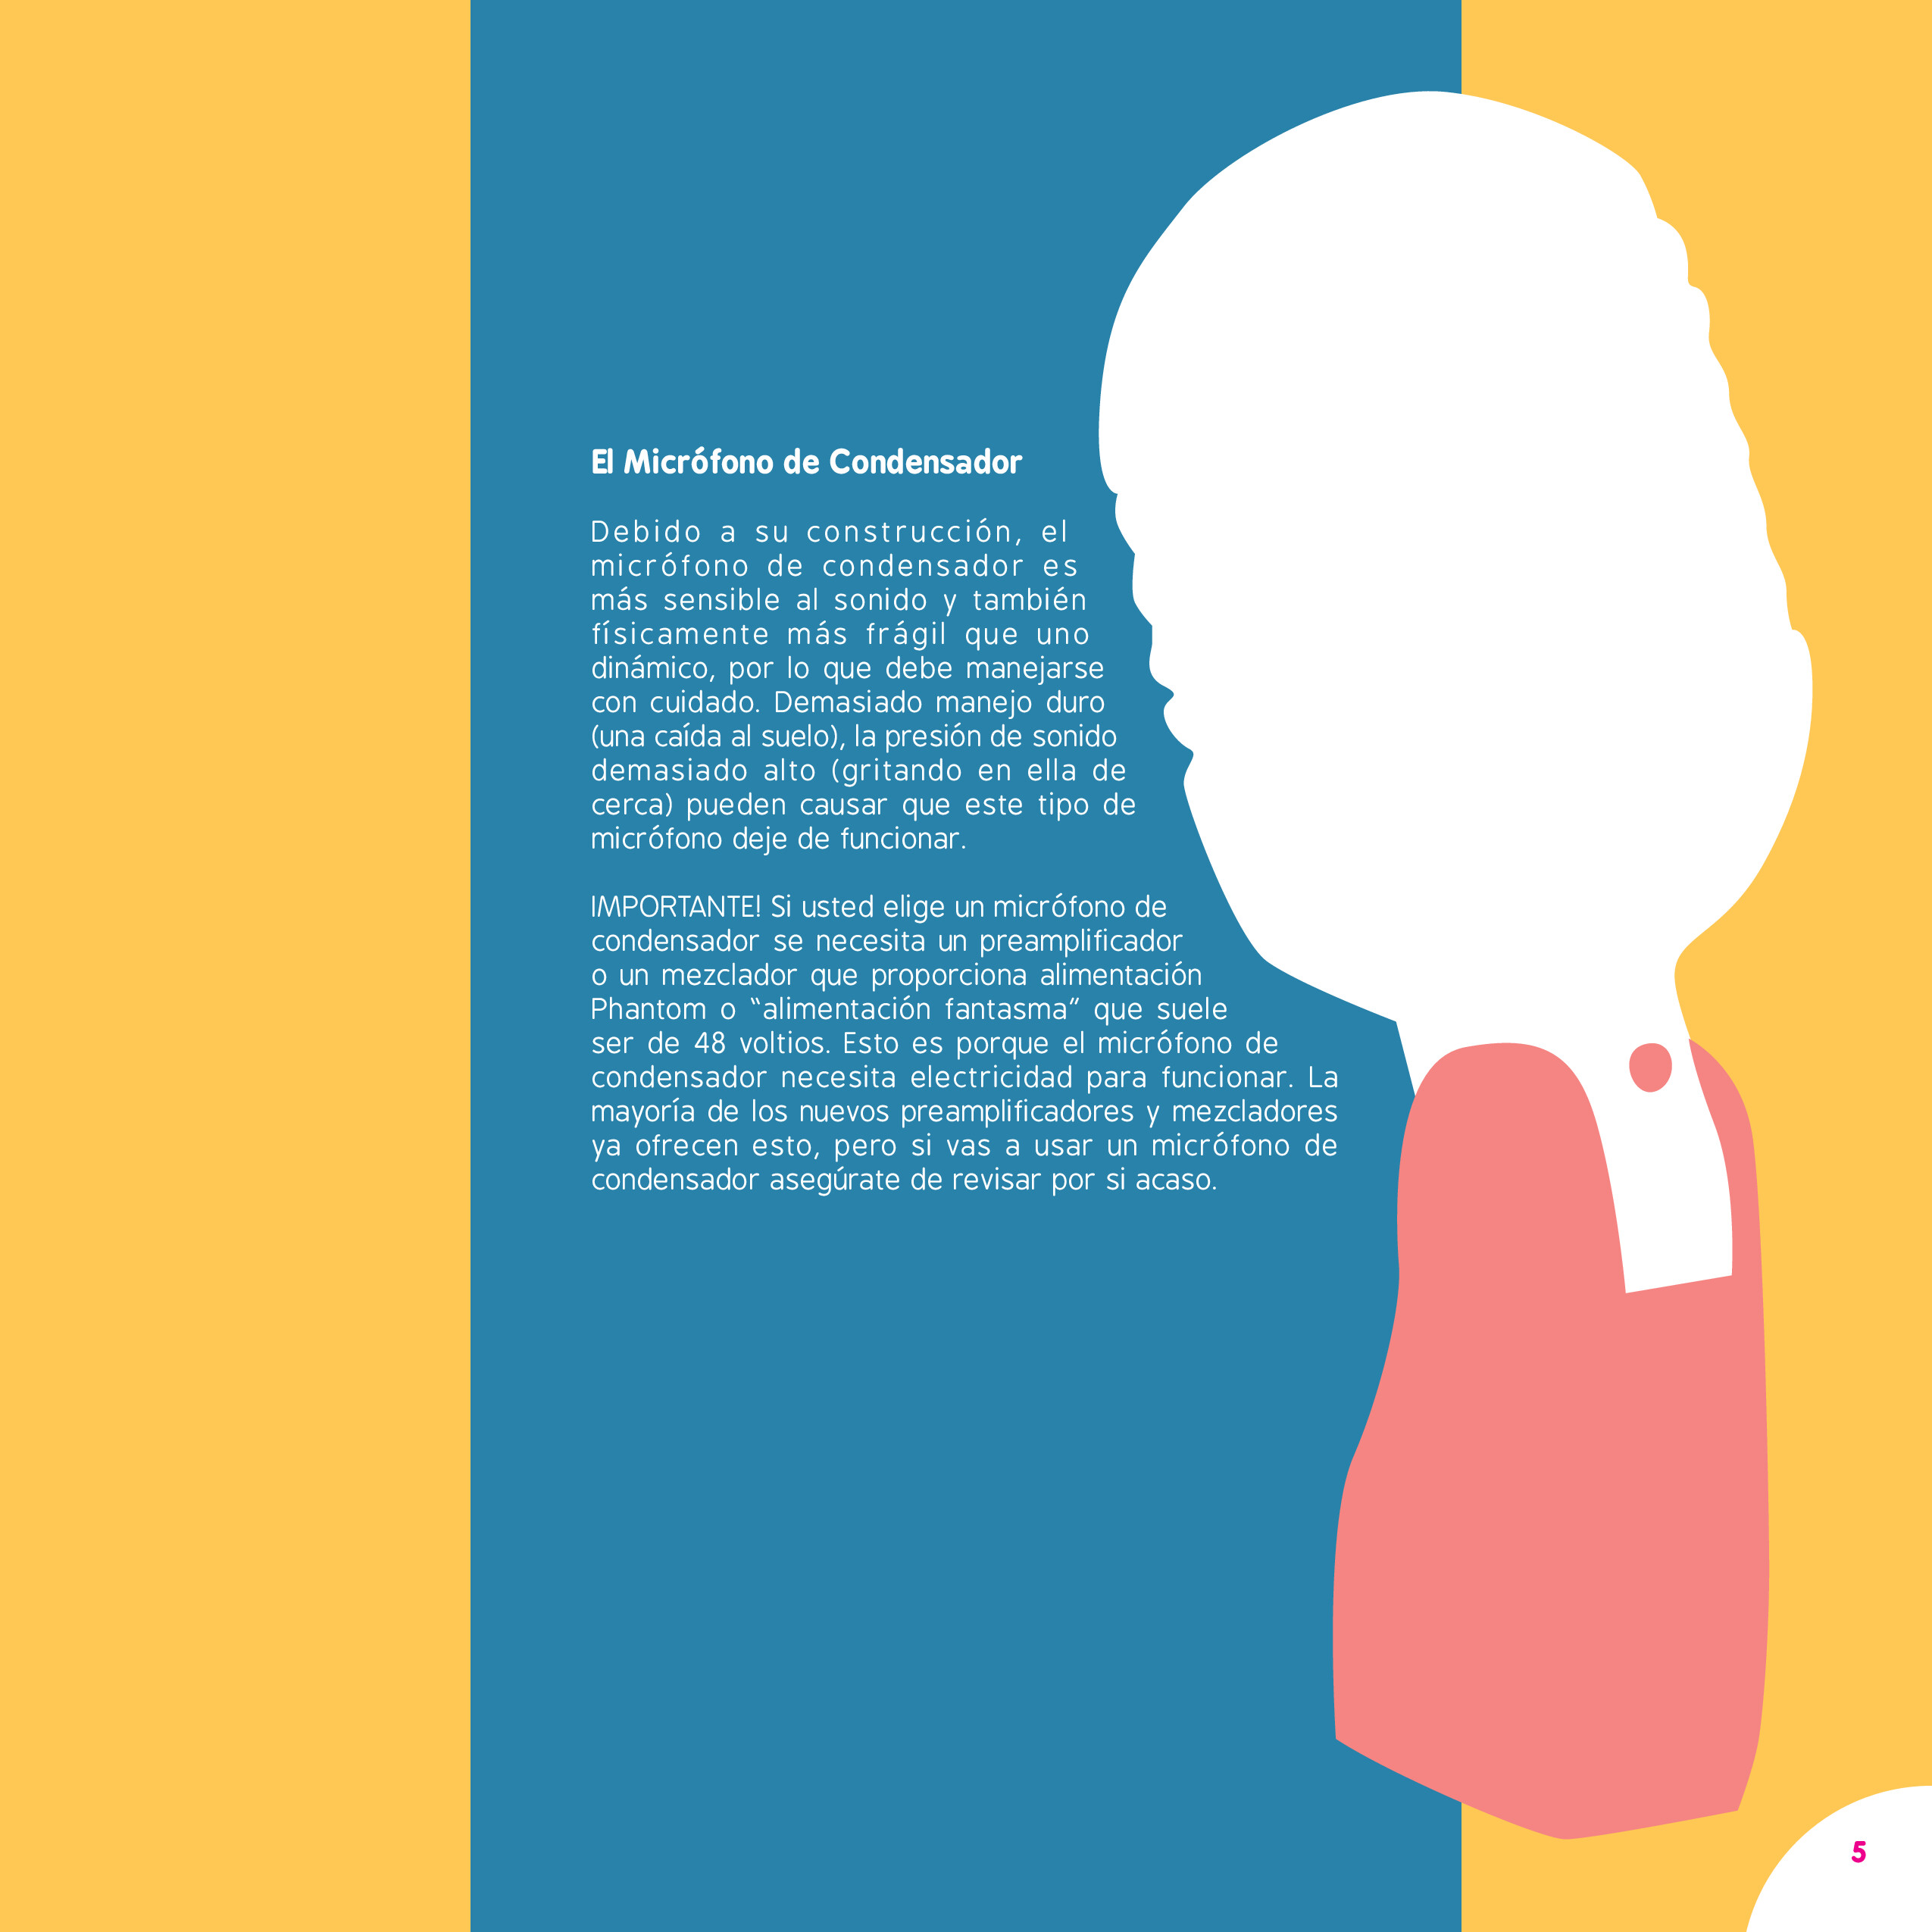 El Micrófono de Condensador
Debido a su construcción, el
micrófono de condensador es
más sensible al sonido y también
físicamente más frágil que uno
dinámico, por lo que debe manejarse
con cuidado. Demasiado manejo duro
(una caída al suelo), la presión de sonido
demasiado alto (gritando en ella de
cerca) pueden causar que este tipo de
micrófono deje de funcionar.
IMPORTANTE! Si usted elige un micrófono de
condensador se necesita un preamplificador
o un mezclador que proporciona alimentación
Phantom o “alimentación fantasma” que suele
ser de 48 voltios. Esto es porque el micrófono de
condensador necesita electricidad para funcionar. La
mayoría de los nuevos preamplificadores y mezcladores
ya ofrecen esto, pero si vas a usar un micrófono de
condensador asegúrate de revisar por si acaso.
5